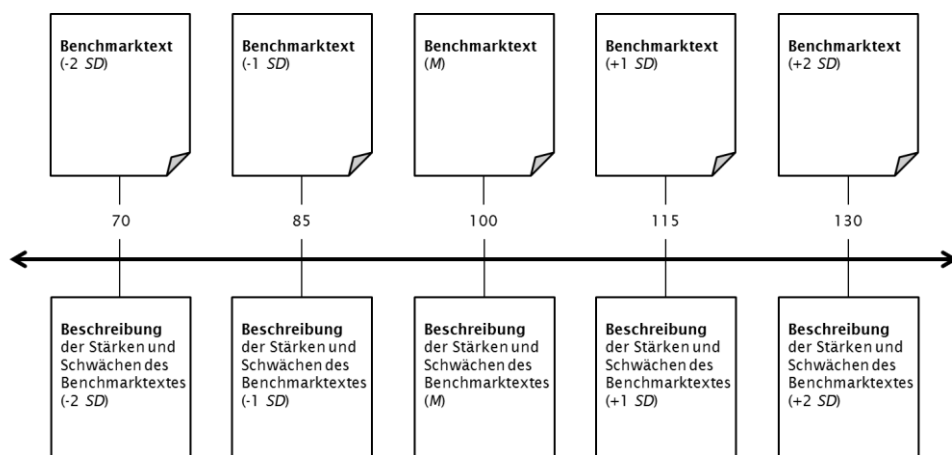 Benchmarktext
(-2 SD)
Benchmarktext
(-1 SD)
Benchmarktext
(M)
Benchmarktext
(+1 SD)
Benchmarktext
(+2 SD)
70
85
100
115
130
Beschreibung
der Stärken und
Schwächen des
Benchmarktextes
(-2 SD)
Beschreibung
der Stärken und
Schwächen des
Benchmarktextes
(-1 SD)
Beschreibung
der Stärken und
Schwächen des
Benchmarktextes
(M)
Beschreibung
der Stärken und
Schwächen des
Benchmarktextes
(+1 SD)
Beschreibung
der Stärken und
Schwächen des
Benchmarktextes
(+2 SD)